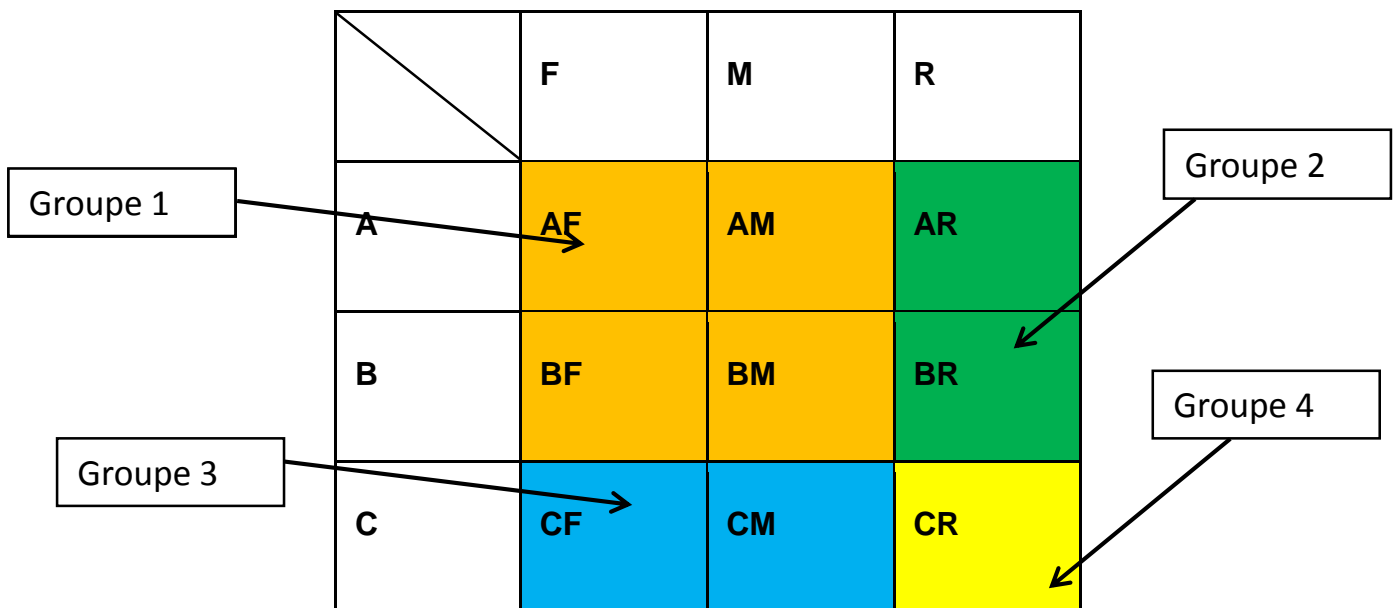 F M R
Groupe 2
Groupe 1
A AF AM AR
B BF BM BR
Groupe 4
Groupe 3
C CF CM CR